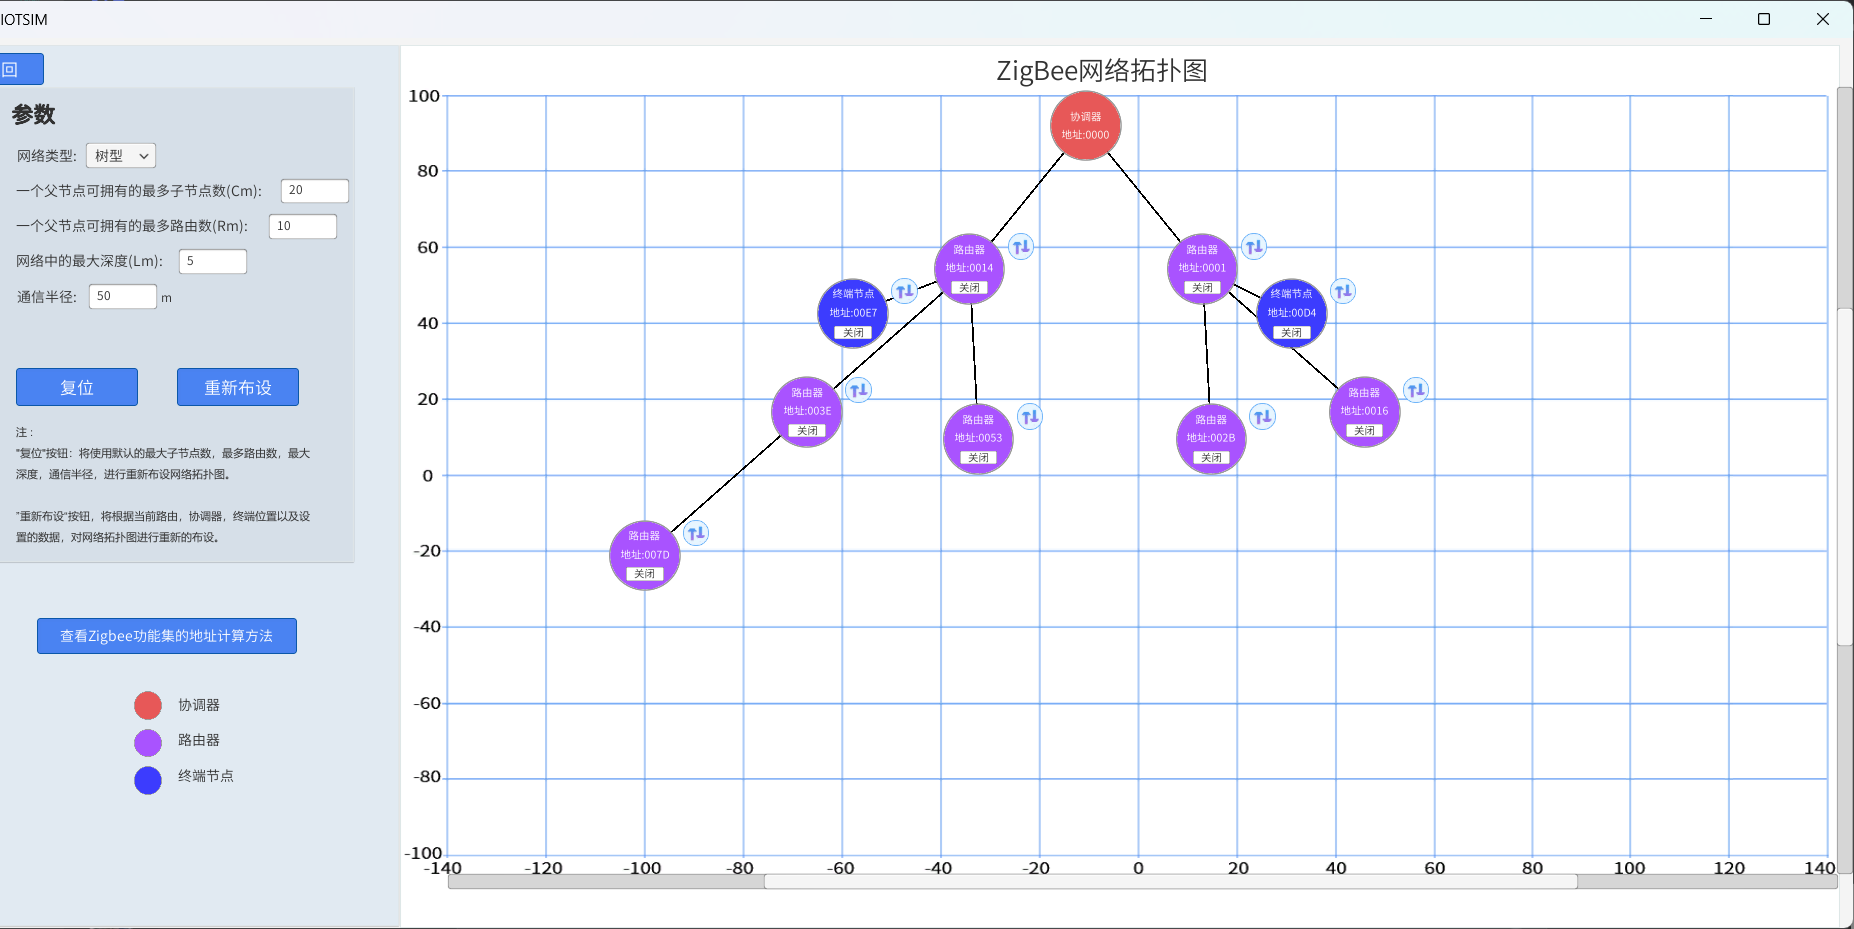 IOTSIM
回
参数
网络类型: 树型
一个父节点可拥有的最多子节点数(Cm): 20
一个父节点可拥有的最多路由数(Rm): 10
网络中的最大深度(Lm): 5
通信半径: 50 m
复位 重新布设
注：
"复位"按钮：将使用默认的最大子节点数，最多路由数，最大
深度，通信半径，进行重新布设网络拓扑图。
"重新布设"按钮，将根据当前路由，协调器，终端位置以及设
置的数据，对网络拓扑图进行重新的布设。
查看Zigbee功能集的地址计算方法
协调器
路由器
终端节点
ZigBee网络拓扑图
100
80
60
40
20
0
-20
-40
-60
-80
-100
-140 -120 -100 -80 -60 -40 -20 0 20 40 60 80 100 120 140
协调器
地址:0000
路由器
地址:0014
关闭
路由器
地址:0001
关闭
终端节点
地址:00E7
关闭
终端节点
地址:00D4
关闭
路由器
地址:003E
关闭
路由器
地址:0053
关闭
路由器
地址:002B
关闭
路由器
地址:0016
关闭
路由器
地址:007D
关闭